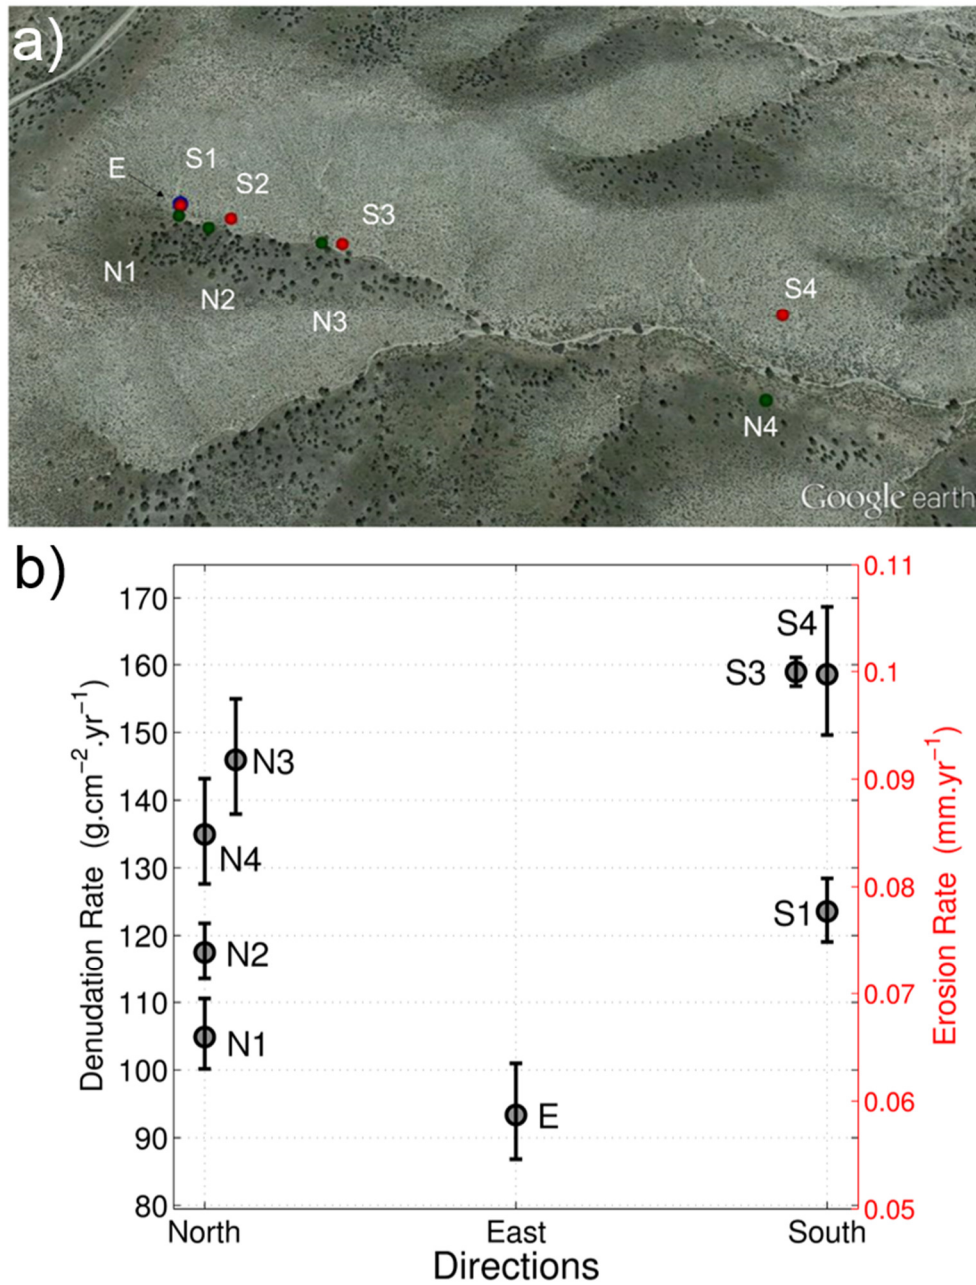 a)
S1
E
S2
S3
N1
N2
N3
S4
N4
Google earth
b)
Denudation Rate (g.cm⁻².yr⁻¹)
170
160
150
140
130
120
110
100
90
80
S4
S3
N3
N4
S1
N2
N1
E
0.11
0.1
0.09
0.08
0.07
0.06
0.05
Erosion Rate (mm.yr⁻¹)
North East South
Directions